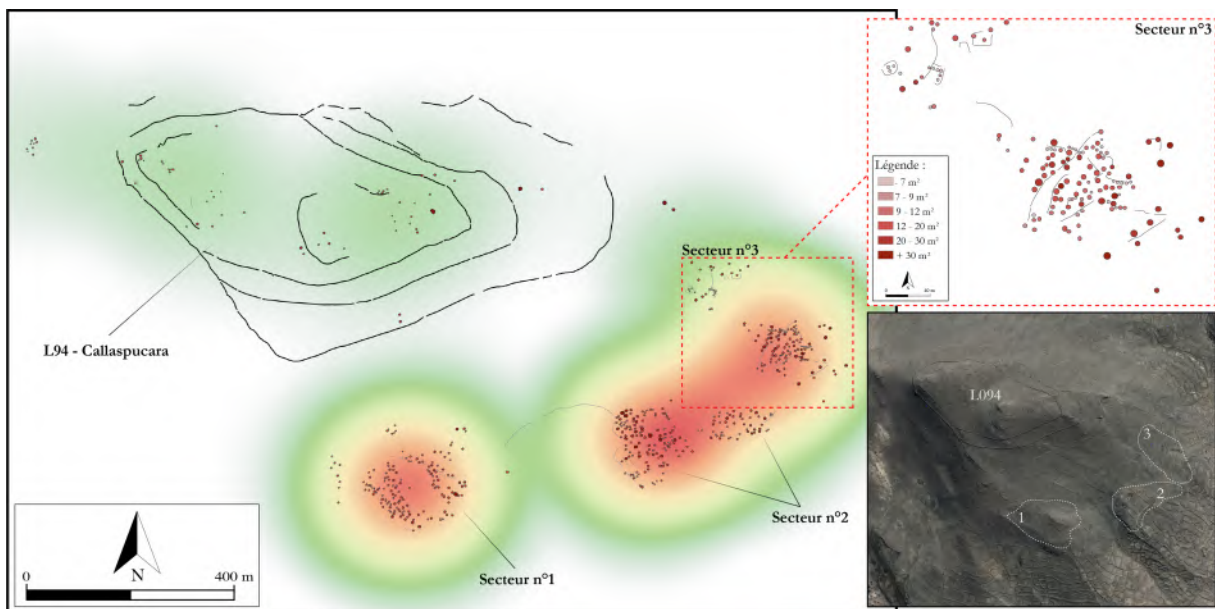 Secteur n°3
L94 - Callaspucara
Secteur n°2
Secteur n°1
N
0 400 m
Secteur n°3
Légende :
- 7 m²
7 - 9 m²
9 - 12 m²
12 - 20 m²
20 - 30 m²
+ 30 m²
L094
3
2
1